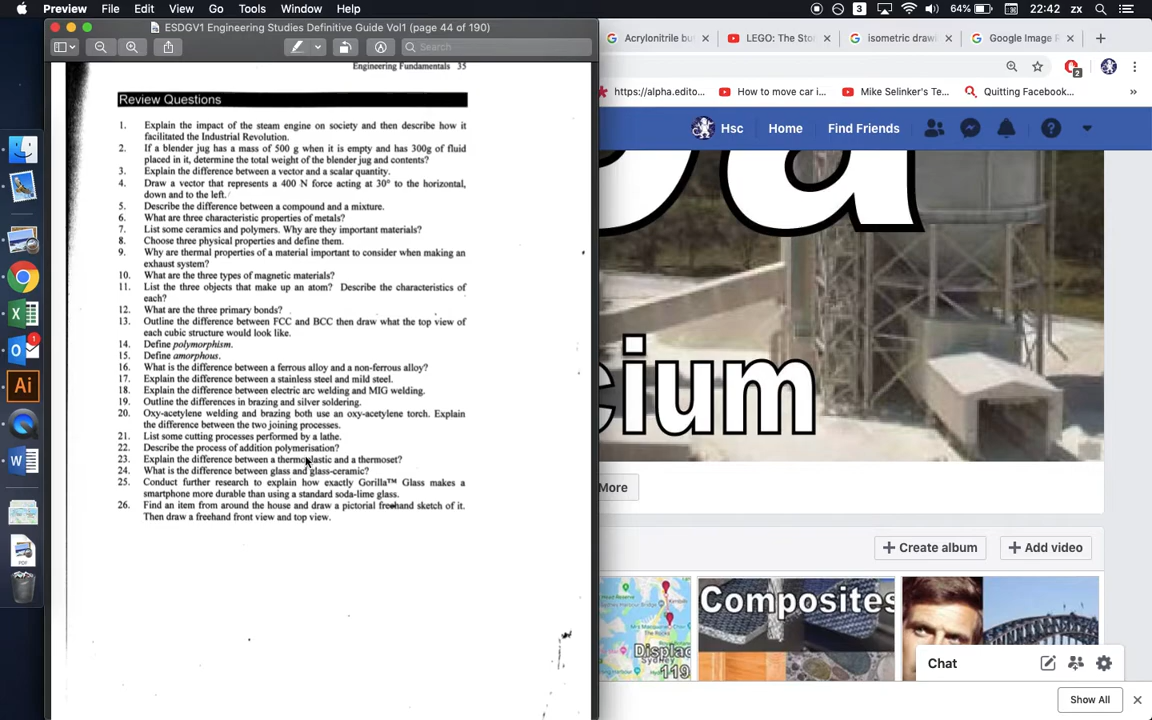 Preview File Edit View Go Tools Window Help
3 64% 22:42 zx
ESDGV1 Engineering Studies Definitive Guide Vol1 (page 44 of 190)
Search
Acrylonitrile bu
LEGO: The Sto
isometric drawi
Google Image R
https://alpha.edito...
How to move car i...
Mike Selinker's Te...
Quitting Facebook...
2
Hsc Home Find Friends
Engineering Fundamentals 35
Review Questions
1. Explain the impact of the steam engine on society and then describe how it
facilitated the Industrial Revolution.
2. If a blender jug has a mass of 500 g when it is empty and has 300g of fluid
placed in it, determine the total weight of the blender jug and contents?
3. Explain the difference between a vector and a scalar quantity.
4. Draw a vector that represents a 400 N force acting at 30° to the horizontal,
down and to the left.
5. Describe the difference between a compound and a mixture.
6. What are three characteristic properties of metals?
7. List some ceramics and polymers. Why are they important materials?
8. Choose three physical properties and define them.
9. Why are thermal properties of a material important to consider when making an
exhaust system?
10. What are the three types of magnetic materials?
11. List the three objects that make up an atom? Describe the characteristics of
each?
12. What are the three primary bonds?
13. Outline the difference between FCC and BCC then draw what the top view of
each cubic structure would look like.
14. Define polymorphism.
15. Define amorphous.
16. What is the difference between a ferrous alloy and a non-ferrous alloy?
17. Explain the difference between a stainless steel and mild steel.
18. Explain the difference between electric arc welding and MIG welding.
19. Outline the differences in brazing and silver soldering.
20. Oxy-acetylene welding and brazing both use an oxy-acetylene torch. Explain
the difference between the two joining processes.
21. List some cutting processes performed by a lathe.
22. Describe the process of addition polymerisation?
23. Explain the difference between a thermoplastic and a thermoset?
24. What is the difference between glass and glass-ceramic?
25. Conduct further research to explain how exactly Gorilla™ Glass makes a
smartphone more durable than using a standard soda-lime glass.
26. Find an item from around the house and draw a pictorial freehand sketch of it.
Then draw a freehand front view and top view.
cium
More
+ Create album
+ Add video
Composites
Displac
Sydney
119
Chat
Show All
1
Ai
PDF